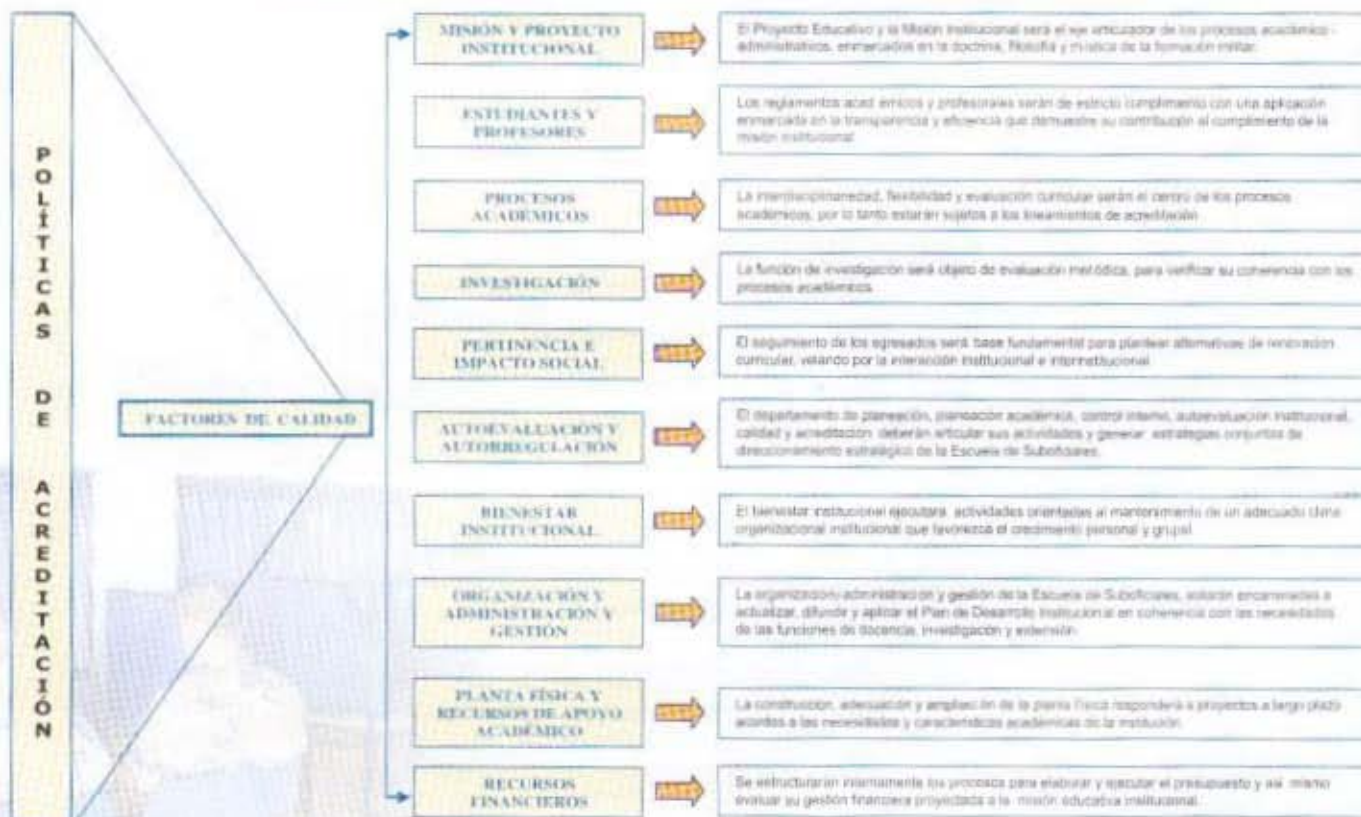 POLÍTICAS DE ACREDITACIÓN
FACTORES DE CALIDAD
MISIÓN Y PROYECTO
INSTITUCIONAL
El Proyecto Educativo y la Misión Institucional será el eje articulador de los procesos académico -
administrativos, enmarcados en la doctrina, filosofía y mística de la formación militar.
ESTUDIANTES Y
PROFESORES
Los reglamentos acad émicos y profesorales serán de estricto cumplimiento con una aplicación
enmarcada en la transparencia y eficiencia que demuestre su contribución al cumplimiento de la
misión institucional
PROCESOS
ACADÉMICOS
La interdisciplinariedad, flexibilidad y evaluación curricular serán el centro de los procesos
académicos, por lo tanto estarán sujetos a los lineamientos de acreditación
INVESTIGACIÓN
La función de investigación será objeto de evaluación metódica, para verificar su coherencia con los
procesos académicos.
PERTINENCIA E
IMPACTO SOCIAL
El seguimiento de los egresados será base fundamental para plantear alternativas de renovación
curricular, velando por la interacción institucional e interinstitucional.
AUTOEVALUACIÓN Y
AUTORREGULACIÓN
El departamento de planeación, planeación académica, control interno, autoevaluación institucional,
calidad y acreditación deberán articular sus actividades y generar estrategias conjuntas de
direccionamiento estratégico de la Escuela de Suboficiales.
BIENESTAR
INSTITUCIONAL
El bienestar institucional ejecutará actividades orientadas al mantenimiento de un adecuado clima
organizacional institucional que favorezca el crecimiento personal y grupal
ORGANIZACIÓN Y
ADMINISTRACIÓN Y
GESTIÓN
La organización administración y gestión de la Escuela de Suboficiales, estarán encaminadas a
actualizar, difundir y aplicar el Plan de Desarrollo Institucional en coherencia con las necesidades
de las funciones de docencia, investigación y extensión
PLANTA FÍSICA Y
RECURSOS DE APOYO
ACADÉMICO
La construcción, adecuación y ampliación de la planta física responderá a proyectos a largo plazo
acordes a las necesidades y características académicas de la institución.
RECURSOS
FINANCIEROS
Se estructurarán internamente los procesos para elaborar y ejecutar el presupuesto y así mismo
evaluar su gestión financiera proyectada a la misión educativa institucional.